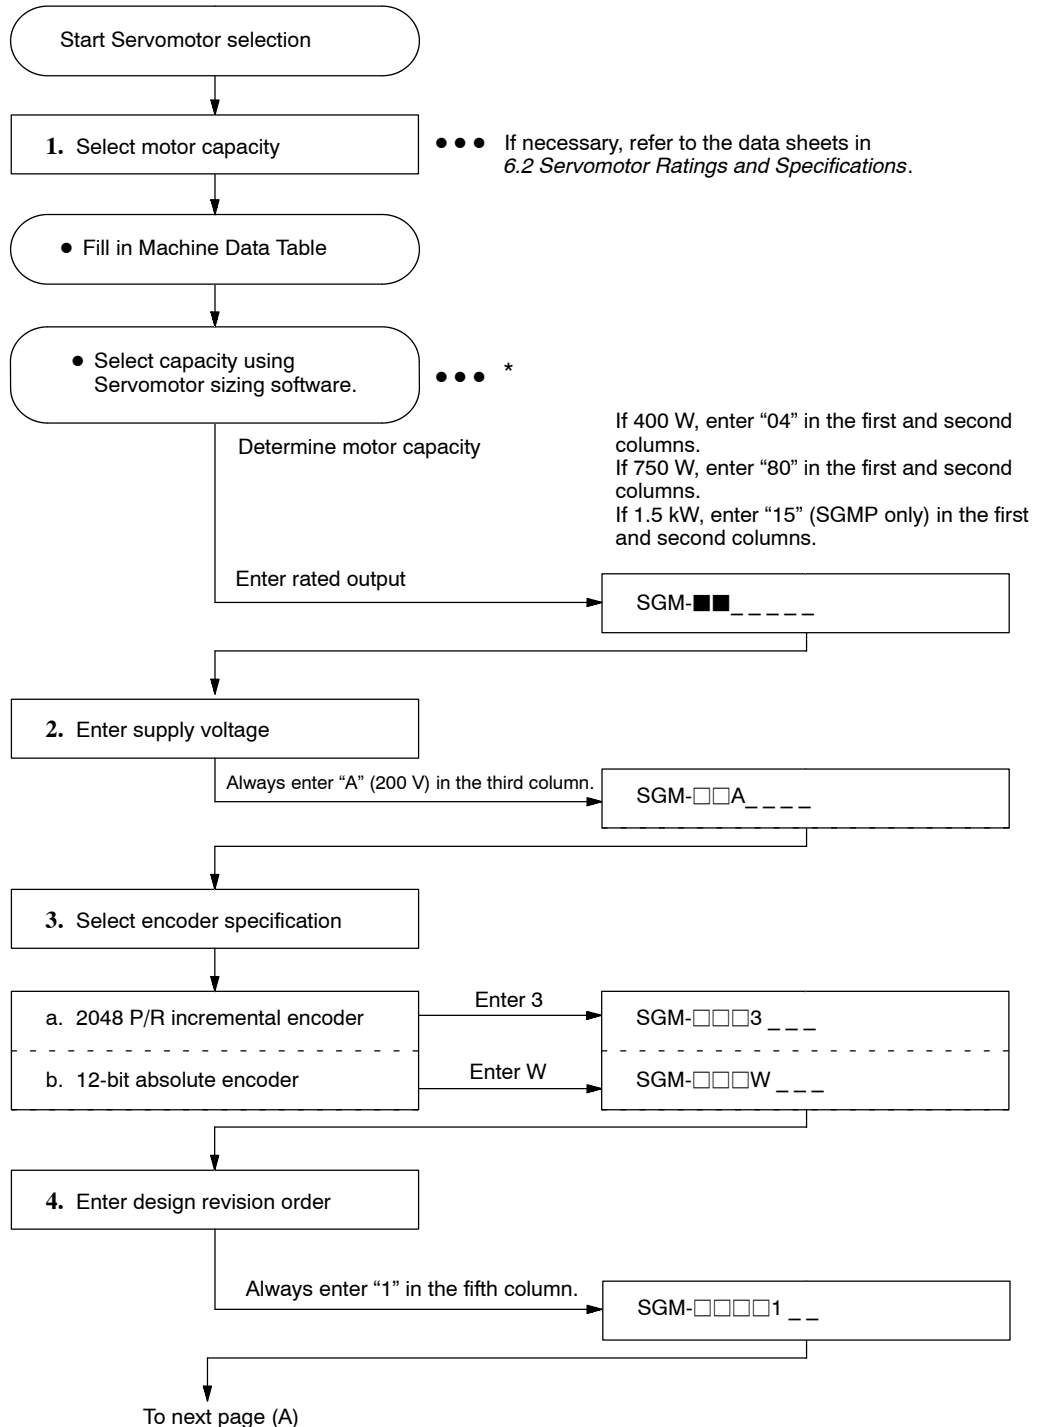 Start Servomotor selection
1. Select motor capacity
● ● ● If necessary, refer to the data sheets in
6.2 Servomotor Ratings and Specifications.
● Fill in Machine Data Table
● Select capacity using
Servomotor sizing software.
● ● ● *
Determine motor capacity
If 400 W, enter “04” in the first and second
columns.
If 750 W, enter “80” in the first and second
columns.
If 1.5 kW, enter “15” (SGMP only) in the first
and second columns.
Enter rated output
SGM-■■_ _ _ _ _
2. Enter supply voltage
Always enter “A” (200 V) in the third column.
SGM-□□A_ _ _ _
3. Select encoder specification
a. 2048 P/R incremental encoder
Enter 3
SGM-□□□3 _ _ _
b. 12-bit absolute encoder
Enter W
SGM-□□□W _ _ _
4. Enter design revision order
Always enter “1” in the fifth column.
SGM-□□□□1 _ _
To next page (A)